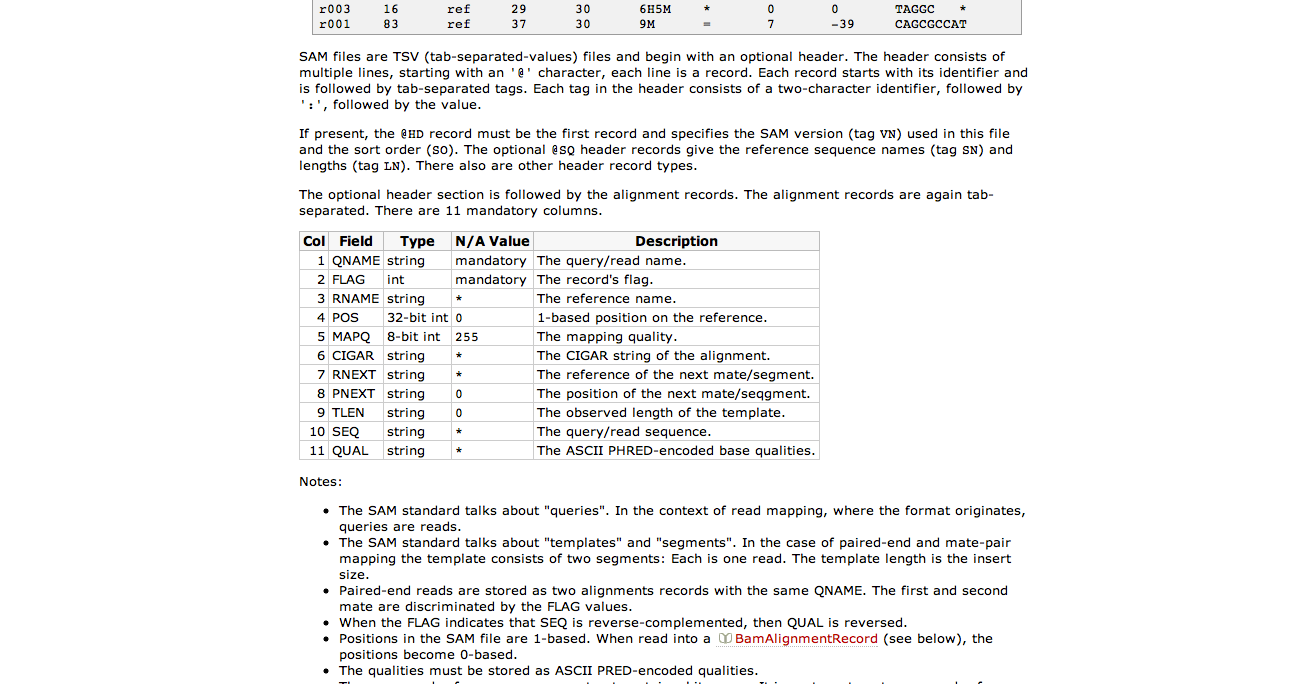 r003 16 ref 29 30 6H5M * 0 0 TAGGC *
r001 83 ref 37 30 9M = 7 -39 CAGCGCCAT
SAM files are TSV (tab-separated-values) files and begin with an optional header. The header consists of
multiple lines, starting with an '@' character, each line is a record. Each record starts with its identifier and
is followed by tab-separated tags. Each tag in the header consists of a two-character identifier, followed by
':', followed by the value.
If present, the @HD record must be the first record and specifies the SAM version (tag VN) used in this file
and the sort order (SO). The optional @SQ header records give the reference sequence names (tag SN) and
lengths (tag LN). There also are other header record types.
The optional header section is followed by the alignment records. The alignment records are again tab-
separated. There are 11 mandatory columns.
Col Field Type N/A Value Description
1 QNAME string mandatory The query/read name.
2 FLAG int mandatory The record's flag.
3 RNAME string * The reference name.
4 POS 32-bit int 0 1-based position on the reference.
5 MAPQ 8-bit int 255 The mapping quality.
6 CIGAR string * The CIGAR string of the alignment.
7 RNEXT string * The reference of the next mate/segment.
8 PNEXT string 0 The position of the next mate/seqgment.
9 TLEN string 0 The observed length of the template.
10 SEQ string * The query/read sequence.
11 QUAL string * The ASCII PHRED-encoded base qualities.
Notes:
• The SAM standard talks about "queries". In the context of read mapping, where the format originates,
queries are reads.
• The SAM standard talks about "templates" and "segments". In the case of paired-end and mate-pair
mapping the template consists of two segments: Each is one read. The template length is the insert
size.
• Paired-end reads are stored as two alignments records with the same QNAME. The first and second
mate are discriminated by the FLAG values.
• When the FLAG indicates that SEQ is reverse-complemented, then QUAL is reversed.
• Positions in the SAM file are 1-based. When read into a BamAlignmentRecord (see below), the
positions become 0-based.
• The qualities must be stored as ASCII PRED-encoded qualities.